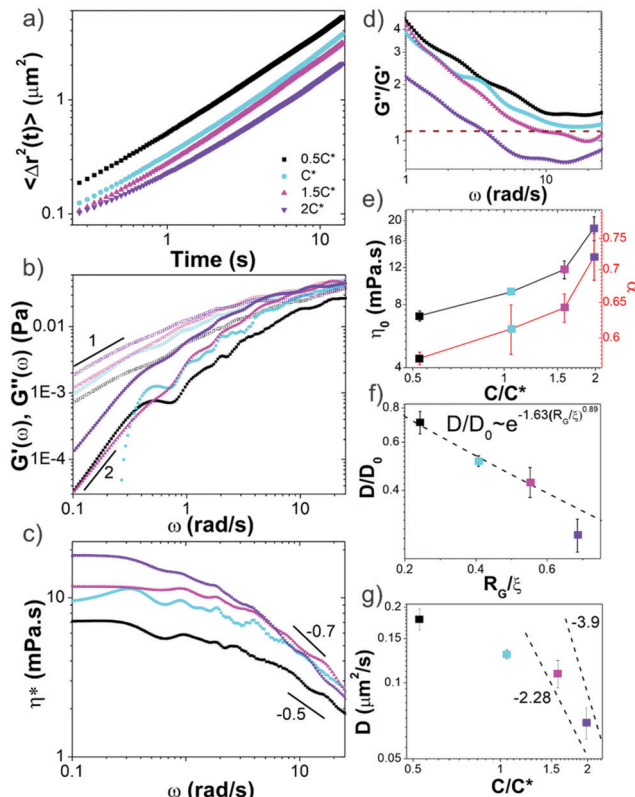 a)
<Δr²(t)> (μm²)
1
0.1
1
10
Time (s)
0.5C*
C*
1.5C*
2C*
b)
G'(ω), G''(ω) (Pa)
0.01
1E-3
1E-4
0.1
1
10
ω (rad/s)
1
2
c)
η* (mPa.s)
10
1
0.1
1
10
ω (rad/s)
-0.7
-0.5
d)
G''/G'
4
2
1
1
10
ω (rad/s)
e)
η₀ (mPa.s)
20
16
12
8
4
0.75
0.7
0.65
0.6
α
0.5
1
1.5
2
C/C*
f)
D/D₀~e^-1.63(R_G/ξ)^0.89
D/D₀
0.8
0.4
0.2
0.4
0.6
R_G/ξ
g)
D (μm²/s)
0.2
0.15
0.1
0.05
-3.9
-2.28
0.5
1
1.5
2
C/C*